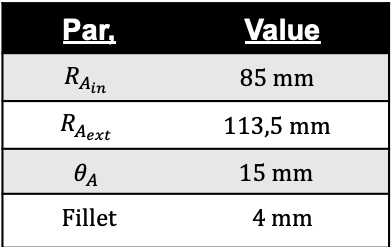 Par, Value
R_{A_{in}} 85 mm
R_{A_{ext}} 113,5 mm
θ_A 15 mm
Fillet 4 mm